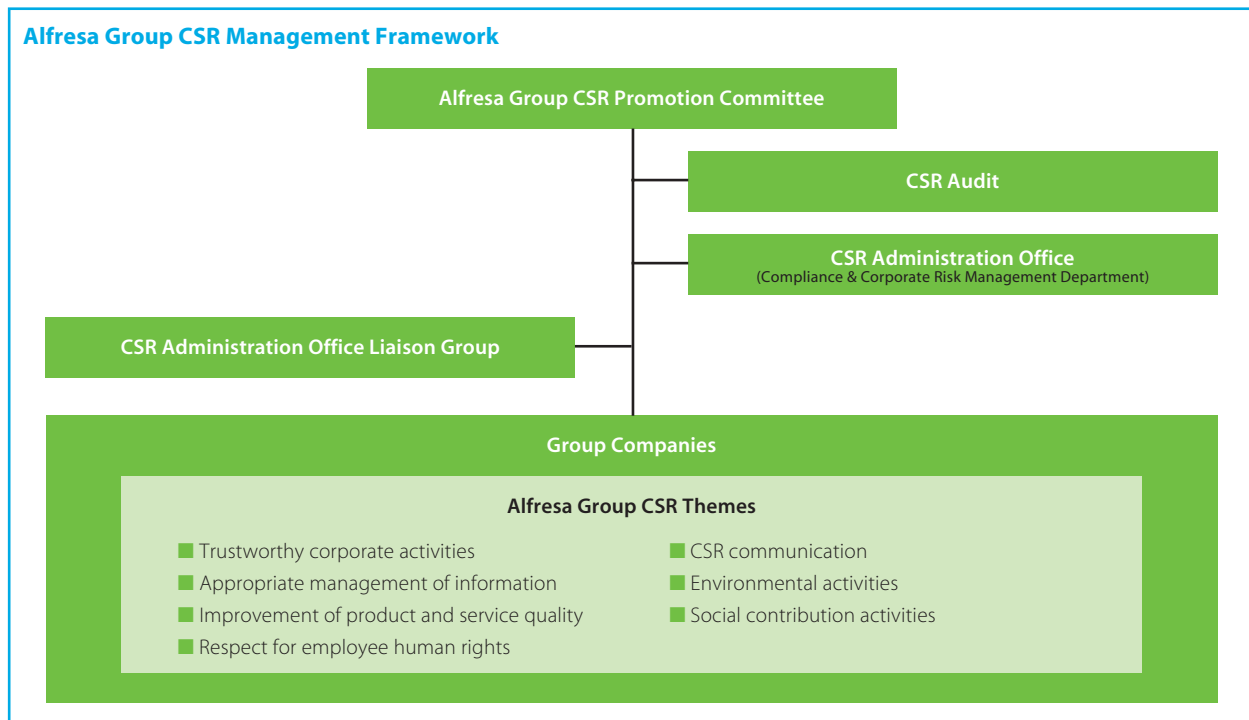 Alfresa Group CSR Management Framework
Alfresa Group CSR Promotion Committee
CSR Audit
CSR Administration Office
(Compliance & Corporate Risk Management Department)
CSR Administration Office Liaison Group
Group Companies
Alfresa Group CSR Themes
Trustworthy corporate activities
Appropriate management of information
Improvement of product and service quality
Respect for employee human rights
CSR communication
Environmental activities
Social contribution activities